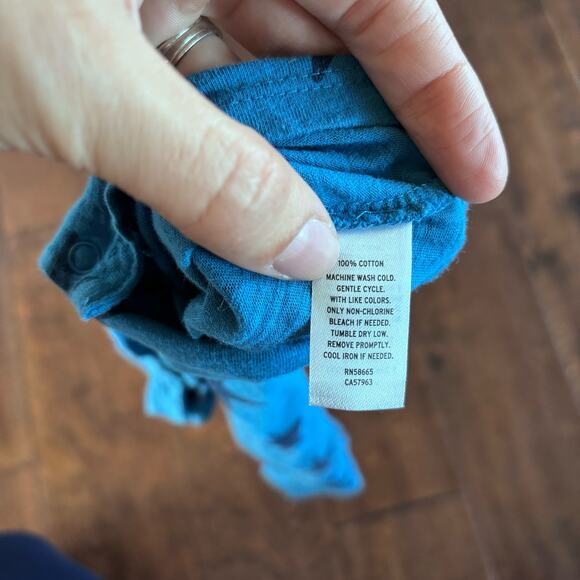 100% COTTON
MACHINE WASH COLD.
GENTLE CYCLE.
WITH LIKE COLORS.
ONLY NON-CHLORINE
BLEACH IF NEEDED.
TUMBLE DRY LOW.
REMOVE PROMPTLY.
COOL IRON IF NEEDED.
RN58665
CA57963